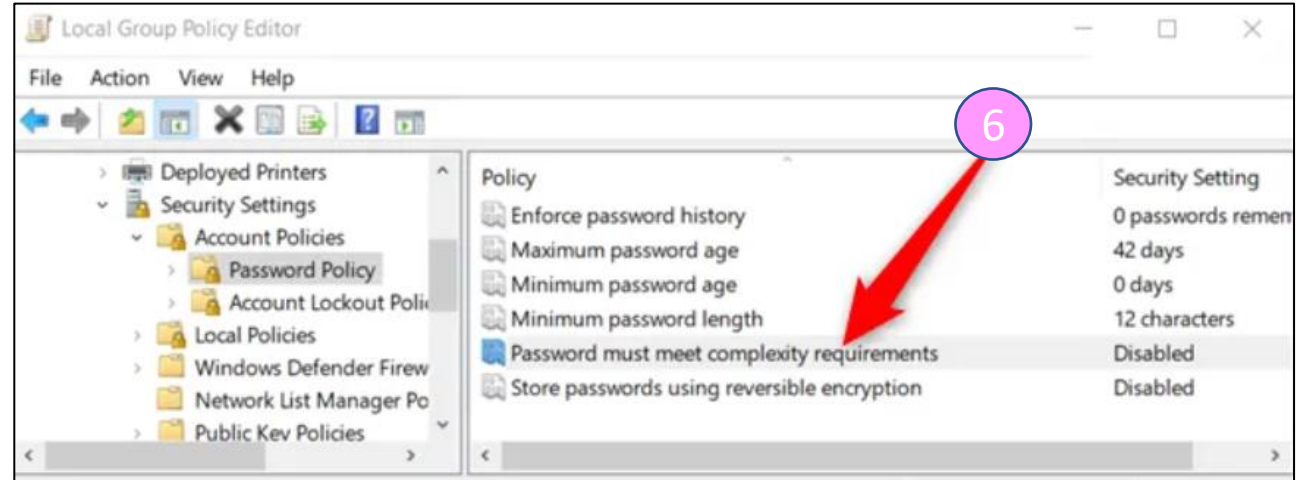 Local Group Policy Editor
File Action View Help
6
Deployed Printers
Security Settings
Account Policies
Password Policy
Account Lockout Polic
Local Policies
Windows Defender Firew
Network List Manager Po
Public Key Policies
Policy Security Setting
Enforce password history 0 passwords remem
Maximum password age 42 days
Minimum password age 0 days
Minimum password length 12 characters
Password must meet complexity requirements Disabled
Store passwords using reversible encryption Disabled